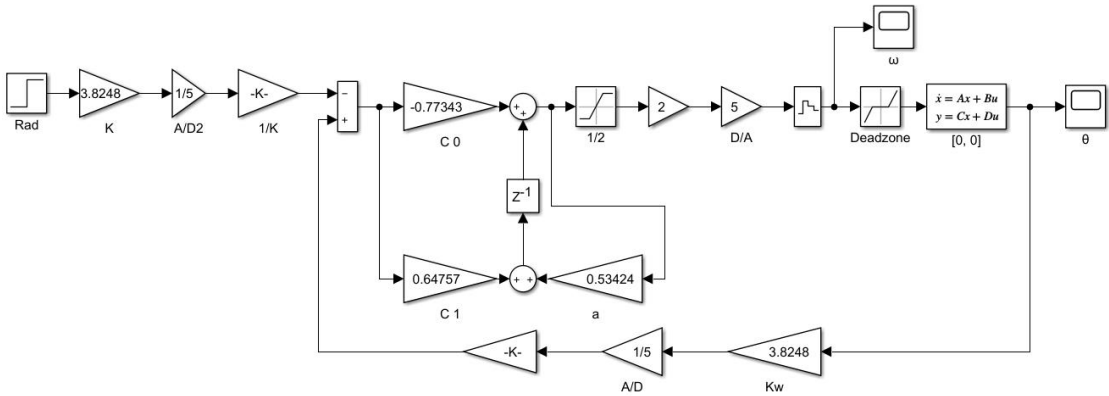 ω
Rad
3.8248
K
1/5
A/D2
-K-
1/K
−
+
-0.77343
C 0
+
+
1/2
2
5
D/A
Deadzone
ẋ = Ax + Bu
y = Cx + Du
[0, 0]
θ
Z-1
0.64757
C 1
+ +
0.53424
a
-K-
1/5
A/D
3.8248
Kw